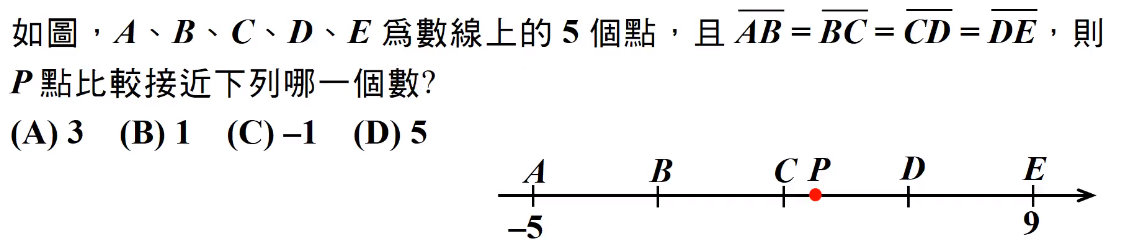 如圖，A、B、C、D、E 爲數線上的 5 個點，且 AB = BC = CD = DE，則
P 點比較接近下列哪一個數?
(A) 3 (B) 1 (C) –1 (D) 5
A B C P D E
–5 9